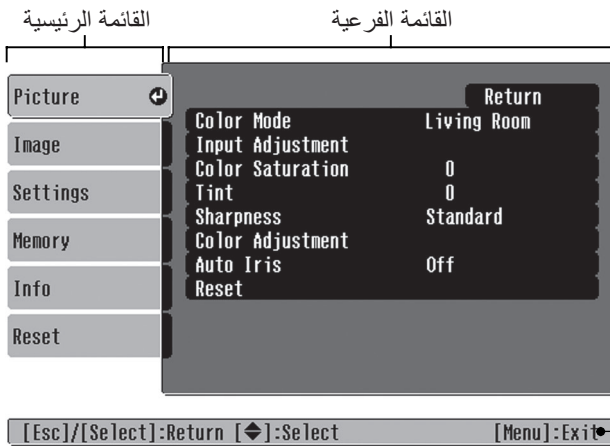 القائمة الرئيسية
القائمة الفرعية
Picture
Image
Settings
Memory
Info
Reset
Return
Color Mode Living Room
Input Adjustment
Color Saturation 0
Tint 0
Sharpness Standard
Color Adjustment
Auto Iris Off
Reset
[Esc]/[Select]:Return [◆]:Select [Menu]:Exit